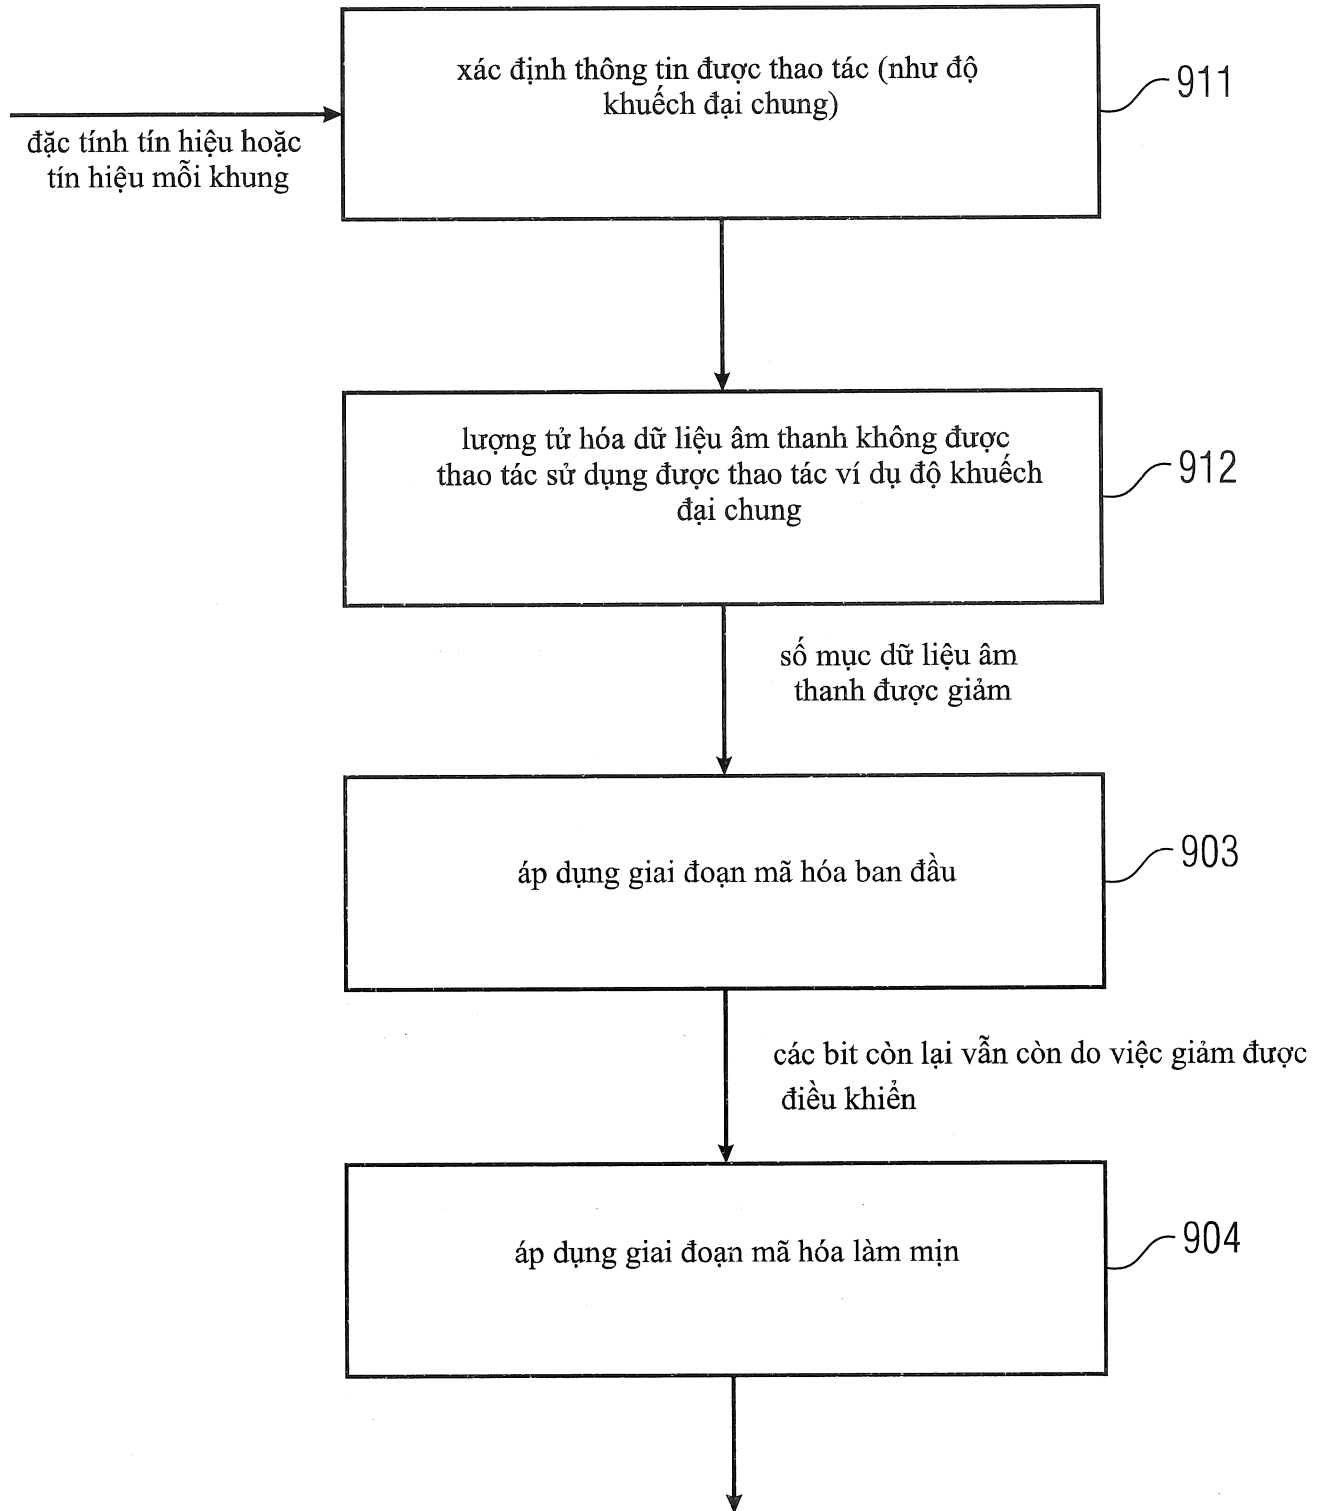 xác định thông tin được thao tác (như độ
khuếch đại chung)
911
đặc tính tín hiệu hoặc
tín hiệu mỗi khung
lượng tử hóa dữ liệu âm thanh không được
thao tác sử dụng được thao tác ví dụ độ khuếch
đại chung
912
số mục dữ liệu âm
thanh được giảm
áp dụng giai đoạn mã hóa ban đầu
903
các bit còn lại vẫn còn do việc giảm được
điều khiển
áp dụng giai đoạn mã hóa làm mịn
904